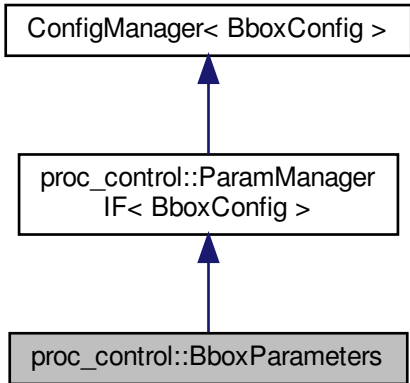 ConfigManager< BboxConfig >
proc_control::ParamManager
IF< BboxConfig >
proc_control::BboxParameters